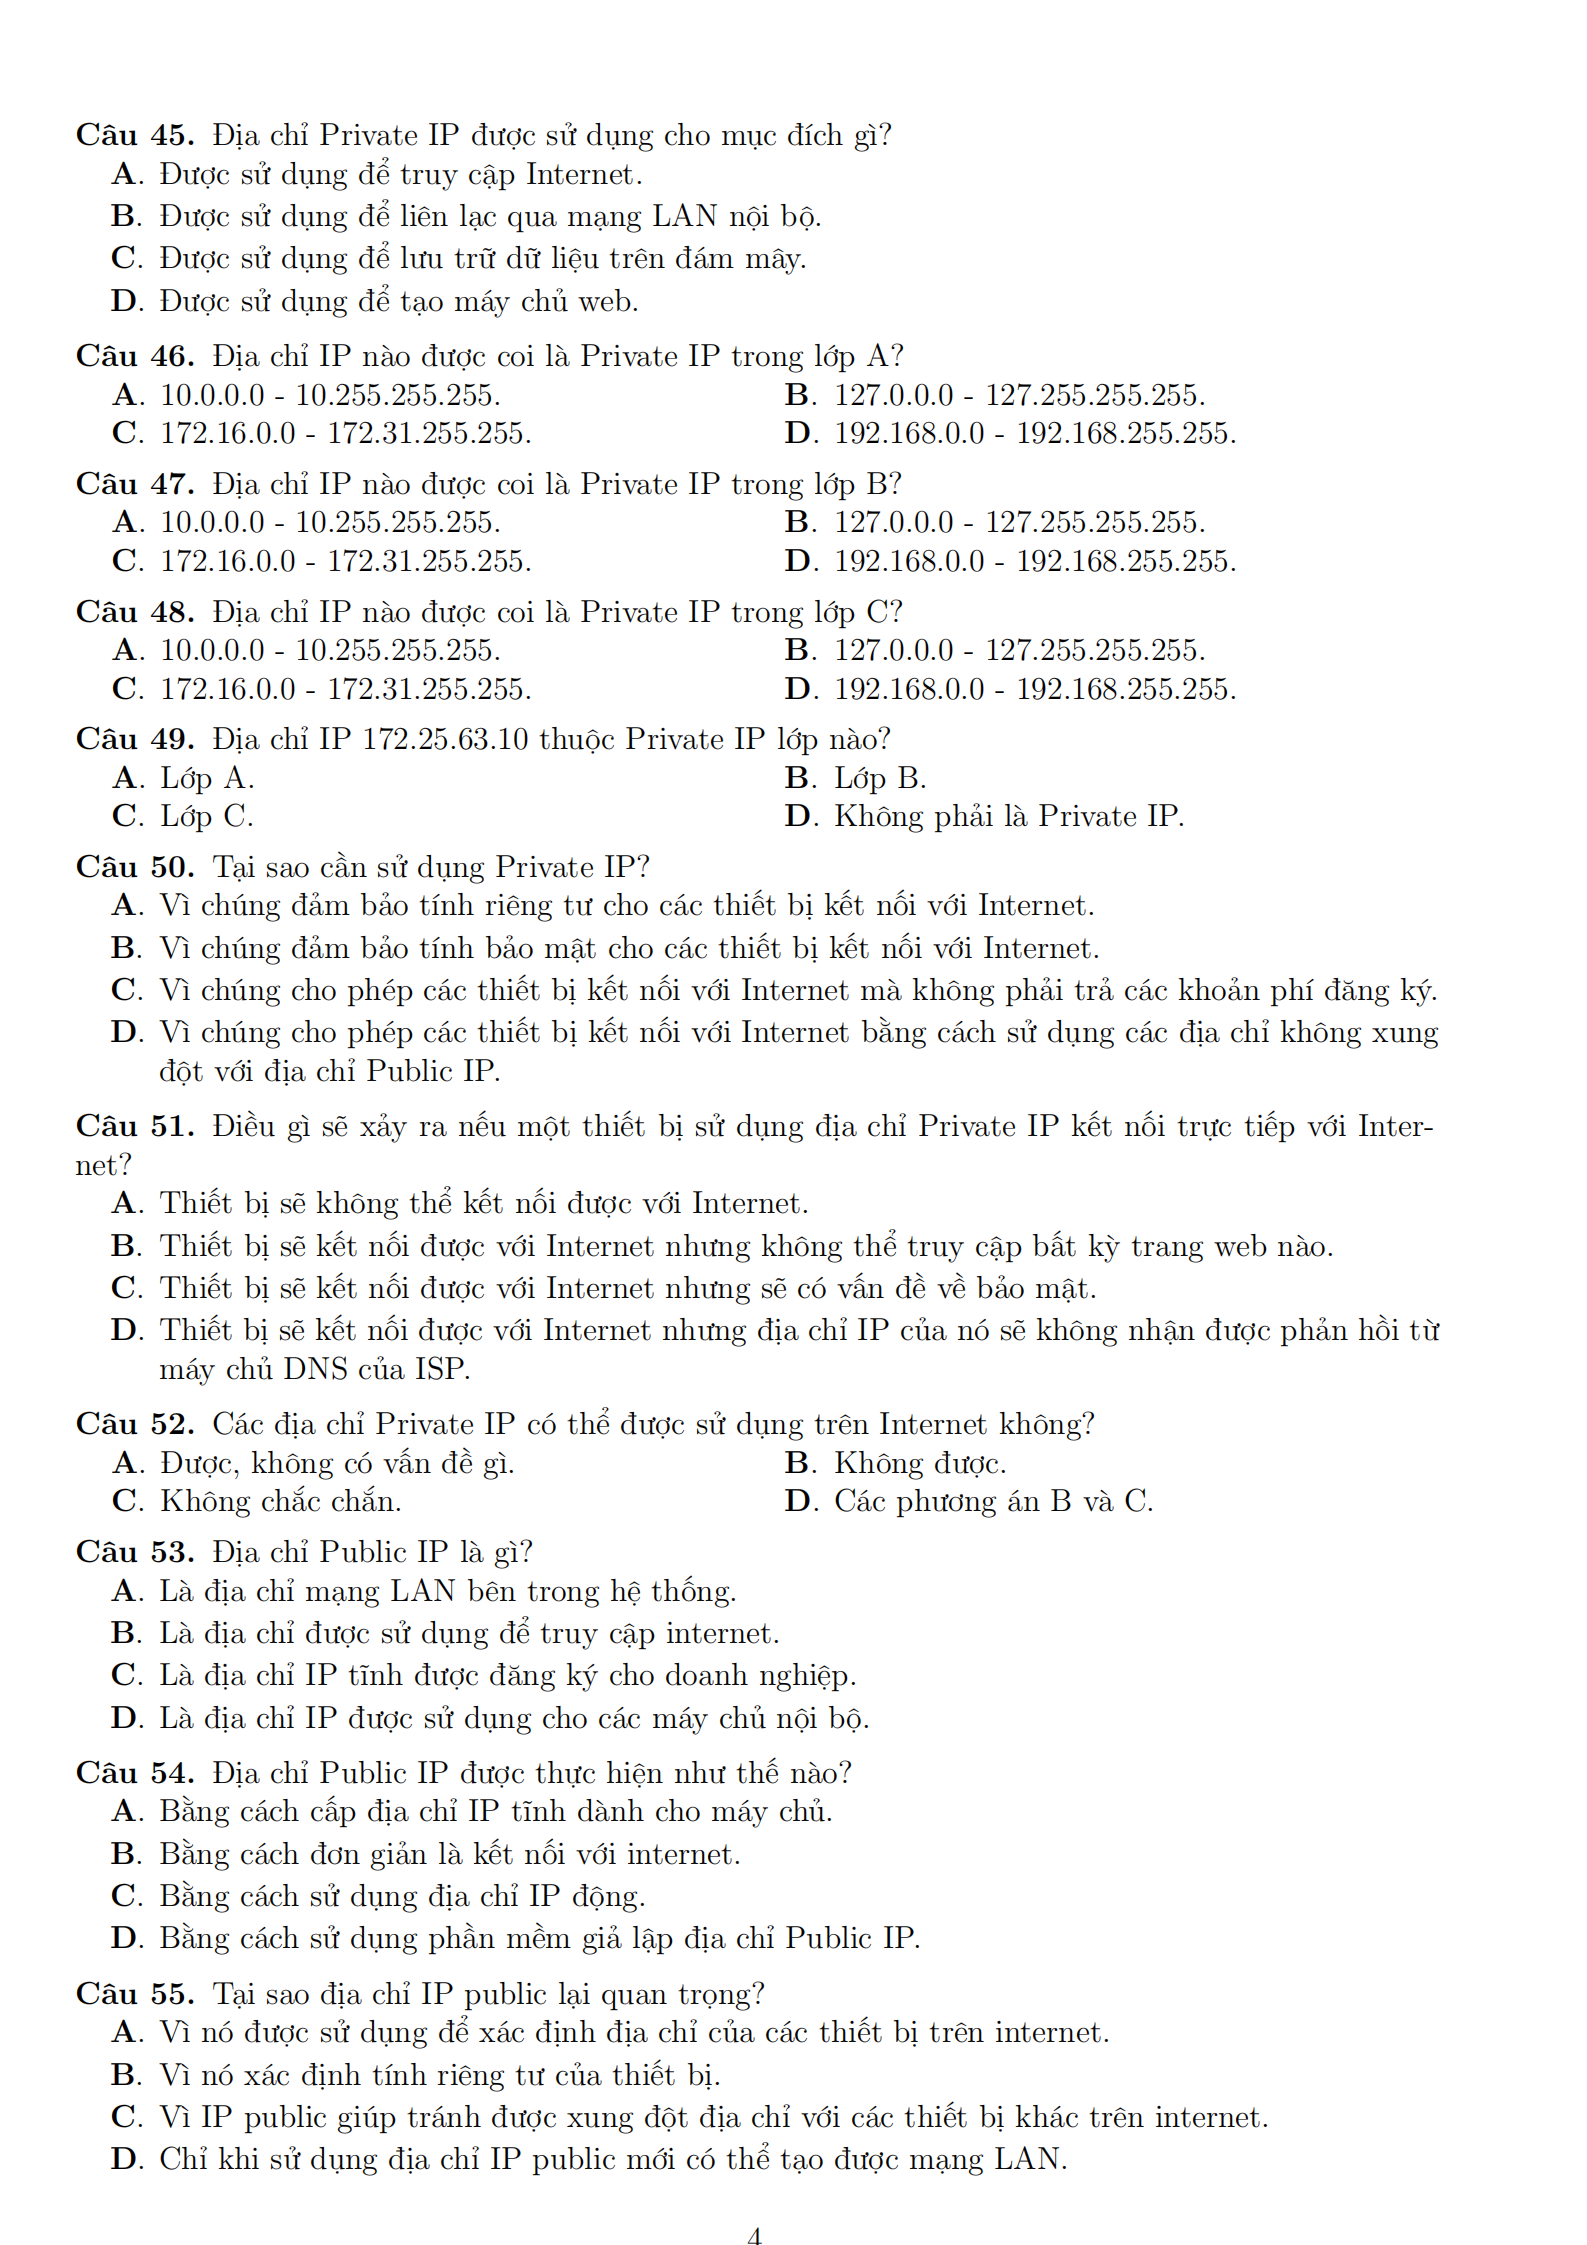 Câu 45. Địa chỉ Private IP được sử dụng cho mục đích gì?
A. Được sử dụng để truy cập Internet.
B. Được sử dụng để liên lạc qua mạng LAN nội bộ.
C. Được sử dụng để lưu trữ dữ liệu trên đám mây.
D. Được sử dụng để tạo máy chủ web.
Câu 46. Địa chỉ IP nào được coi là Private IP trong lớp A?
A. 10.0.0.0 - 10.255.255.255. B. 127.0.0.0 - 127.255.255.255.
C. 172.16.0.0 - 172.31.255.255. D. 192.168.0.0 - 192.168.255.255.
Câu 47. Địa chỉ IP nào được coi là Private IP trong lớp B?
A. 10.0.0.0 - 10.255.255.255. B. 127.0.0.0 - 127.255.255.255.
C. 172.16.0.0 - 172.31.255.255. D. 192.168.0.0 - 192.168.255.255.
Câu 48. Địa chỉ IP nào được coi là Private IP trong lớp C?
A. 10.0.0.0 - 10.255.255.255. B. 127.0.0.0 - 127.255.255.255.
C. 172.16.0.0 - 172.31.255.255. D. 192.168.0.0 - 192.168.255.255.
Câu 49. Địa chỉ IP 172.25.63.10 thuộc Private IP lớp nào?
A. Lớp A. B. Lớp B.
C. Lớp C. D. Không phải là Private IP.
Câu 50. Tại sao cần sử dụng Private IP?
A. Vì chúng đảm bảo tính riêng tư cho các thiết bị kết nối với Internet.
B. Vì chúng đảm bảo tính bảo mật cho các thiết bị kết nối với Internet.
C. Vì chúng cho phép các thiết bị kết nối với Internet mà không phải trả các khoản phí đăng ký.
D. Vì chúng cho phép các thiết bị kết nối với Internet bằng cách sử dụng các địa chỉ không xung
đột với địa chỉ Public IP.
Câu 51. Điều gì sẽ xảy ra nếu một thiết bị sử dụng địa chỉ Private IP kết nối trực tiếp với Inter-
net?
A. Thiết bị sẽ không thể kết nối được với Internet.
B. Thiết bị sẽ kết nối được với Internet nhưng không thể truy cập bất kỳ trang web nào.
C. Thiết bị sẽ kết nối được với Internet nhưng sẽ có vấn đề về bảo mật.
D. Thiết bị sẽ kết nối được với Internet nhưng địa chỉ IP của nó sẽ không nhận được phản hồi từ
máy chủ DNS của ISP.
Câu 52. Các địa chỉ Private IP có thể được sử dụng trên Internet không?
A. Được, không có vấn đề gì. B. Không được.
C. Không chắc chắn. D. Các phương án B và C.
Câu 53. Địa chỉ Public IP là gì?
A. Là địa chỉ mạng LAN bên trong hệ thống.
B. Là địa chỉ được sử dụng để truy cập internet.
C. Là địa chỉ IP tĩnh được đăng ký cho doanh nghiệp.
D. Là địa chỉ IP được sử dụng cho các máy chủ nội bộ.
Câu 54. Địa chỉ Public IP được thực hiện như thế nào?
A. Bằng cách cấp địa chỉ IP tĩnh dành cho máy chủ.
B. Bằng cách đơn giản là kết nối với internet.
C. Bằng cách sử dụng địa chỉ IP động.
D. Bằng cách sử dụng phần mềm giả lập địa chỉ Public IP.
Câu 55. Tại sao địa chỉ IP public lại quan trọng?
A. Vì nó được sử dụng để xác định địa chỉ của các thiết bị trên internet.
B. Vì nó xác định tính riêng tư của thiết bị.
C. Vì IP public giúp tránh được xung đột địa chỉ với các thiết bị khác trên internet.
D. Chỉ khi sử dụng địa chỉ IP public mới có thể tạo được mạng LAN.
4